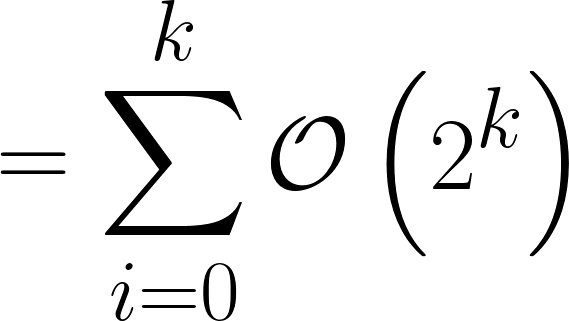 = \sum_{i=0}^{k} \mathcal{O}\left(2^k\right)